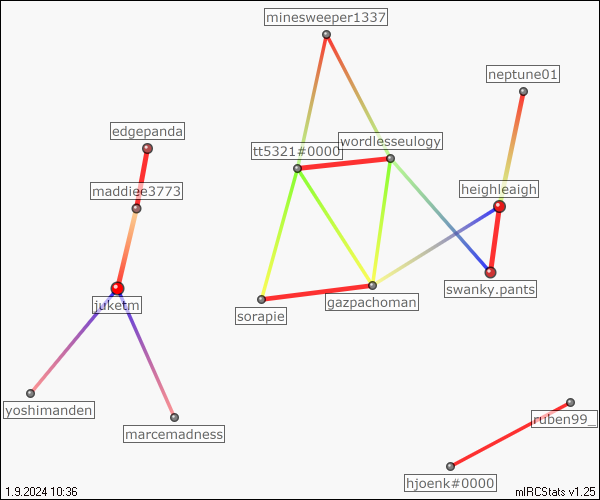 minesweeper1337
neptune01
edgepanda
wordlesseulogy
tt5321#0000
maddiee3773
heighleaigh
swanky.pants
juketm
gazpachoman
sorapie
yoshimanden
ruben99_
marcemadness
hjoenk#0000
1.9.2024 10:36
mIRCStats v1.25